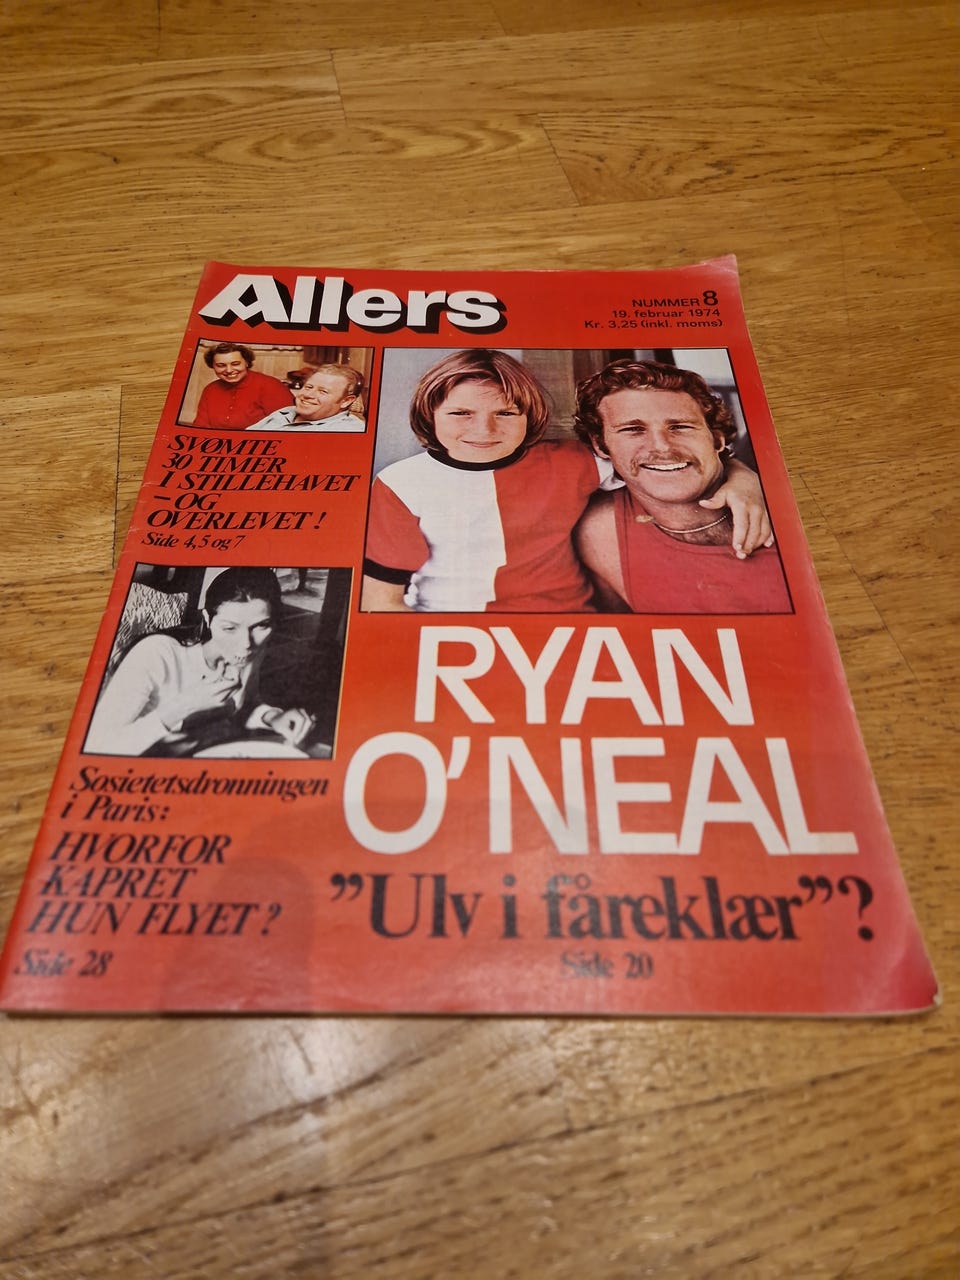 Allers
NUMMER 8
19. februar 1974
Kr. 3,25 (inkl. moms)
SVØMTE
30 TIMER
I STILLEHAVET
– OG
OVERLEVET!
Side 4, 5 og 7
RYAN
O'NEAL
”Ulv i fåreklær”?
Side 20
Sosietetsdronningen
i Paris:
HVORFOR
KAPRET
HUN FLYET?
Side 28